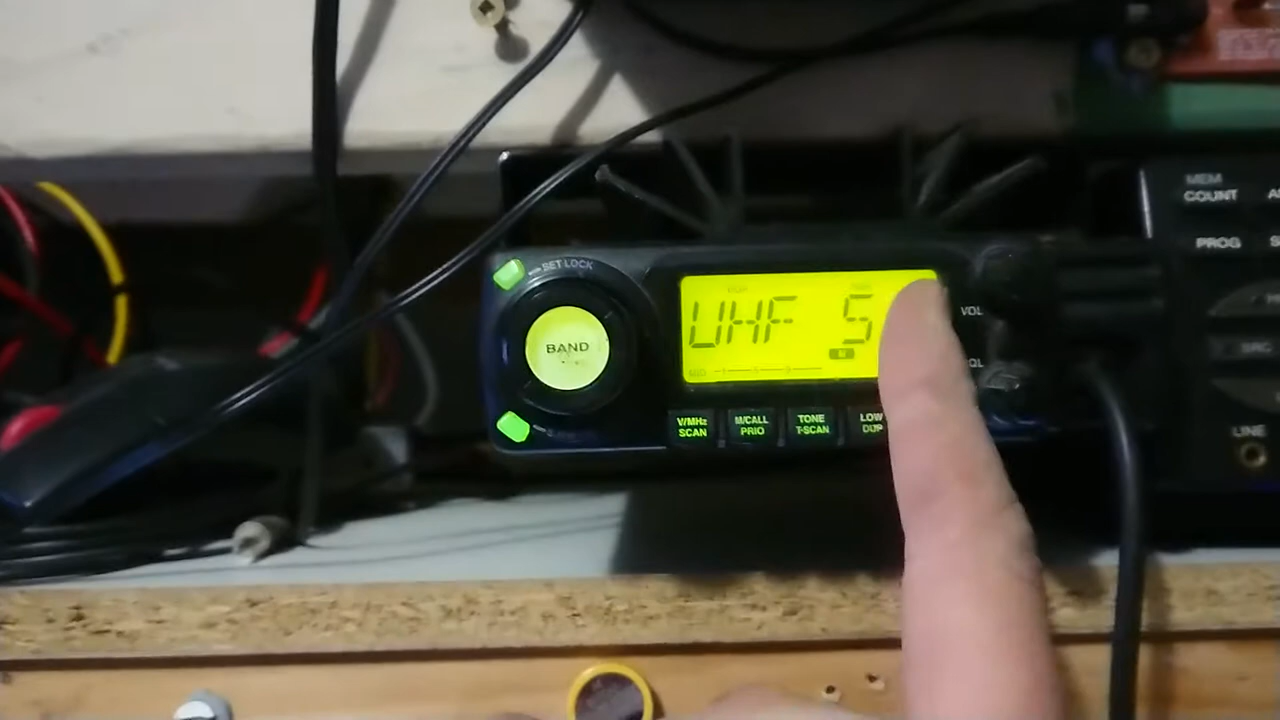 MEM
COUNT
SET LOCK
PROG
BAND
UHF 5
VOL
V/MHz
SCAN
M/CALL
PRIO
TONE
T-SCAN
LOW
DUP
LINE